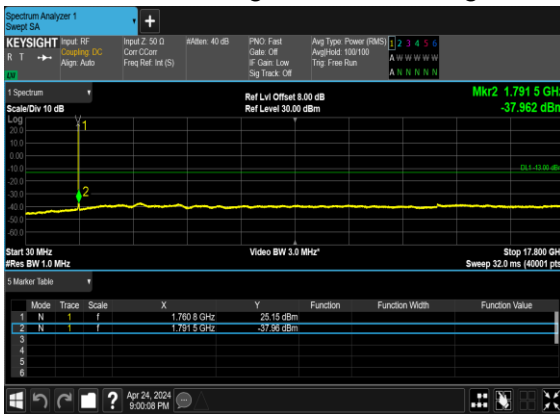 Spectrum Analyzer 1
Swept SA
KEYSIGHT Input: RF Input Z: 50 Ω #Atten: 40 dB PNO: Fast Avg Type: Power (RMS) 1 2 3 4 5 6
R T Coupling: DC Corr CCorr Gate: Off Avg|Hold: 100/100 A W W W W W
Align: Auto Freq Ref: Int (S) IF Gain: Low Trig: Free Run
LV Sig Track: Off A N N N N N
1 Spectrum Ref Lvl Offset 8.00 dB Mkr2 1.791 5 GHz
Scale/Div 10 dB Ref Level 30.00 dBm -37.962 dBm
Log
20.0 1
10.0
0.00
-10.0 DL1 -13.00 dBm
-20.0
-30.0 2
-40.0
-50.0
-60.0
Start 30 MHz Video BW 3.0 MHz* Stop 17.800 GHz
#Res BW 1.0 MHz Sweep 32.0 ms (40001 pts
5 Marker Table
Mode Trace Scale X Y Function Function Width Function Value
1 N 1 f 1.760 8 GHz 25.15 dBm
2 N 1 f 1.791 5 GHz -37.96 dBm
3
4
5
6
? Apr 24, 2024
9:00:08 PM